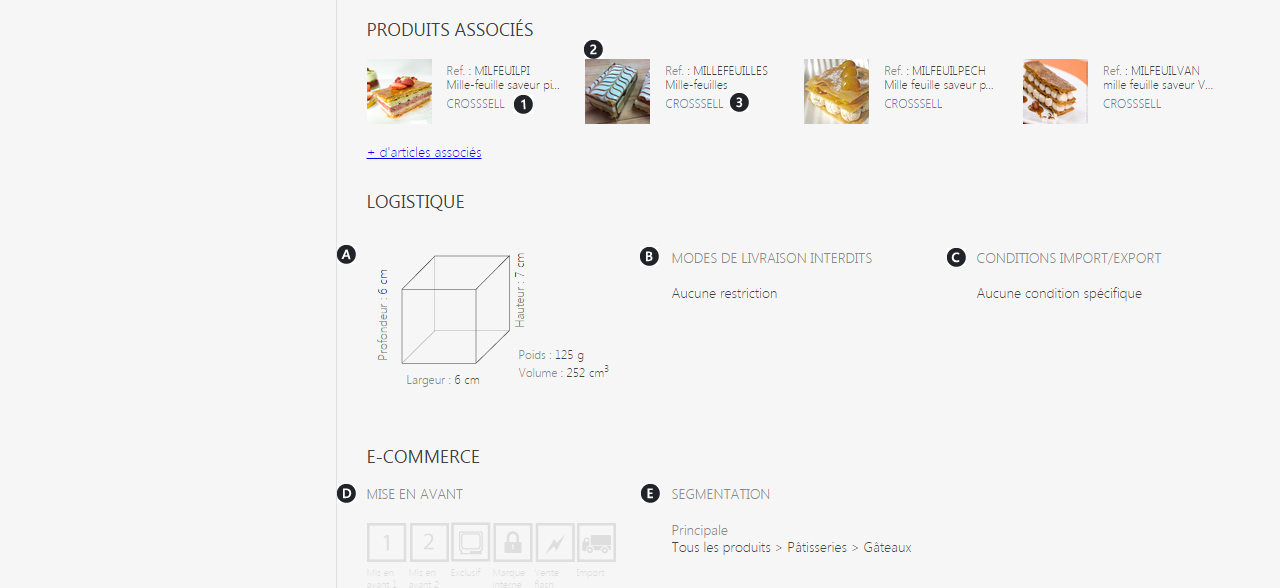 PRODUITS ASSOCIÉS
2
Ref. : MILFEUILPI
Mille-feuille saveur pi...
CROSSSELL 1
Ref. : MILLEFEUILLES
Mille-feuilles
CROSSSELL 3
Ref. : MILFEUILPECH
Mille feuille saveur p...
CROSSSELL
Ref. : MILFEUILVAN
mille feuille saveur V...
CROSSSELL
+ d'articles associés
LOGISTIQUE
A
Profondeur : 6 cm
Hauteur : 7 cm
Largeur : 6 cm
Poids : 125 g
Volume : 252 cm³
B MODES DE LIVRAISON INTERDITS
Aucune restriction
C CONDITIONS IMPORT/EXPORT
Aucune condition spécifique
E-COMMERCE
D MISE EN AVANT
1
2
Mis en
avant 1
Mis en
avant 2
Exclusif
Marque
interne
Vente
flash
Import
E SEGMENTATION
Principale
Tous les produits > Pâtisseries > Gâteaux